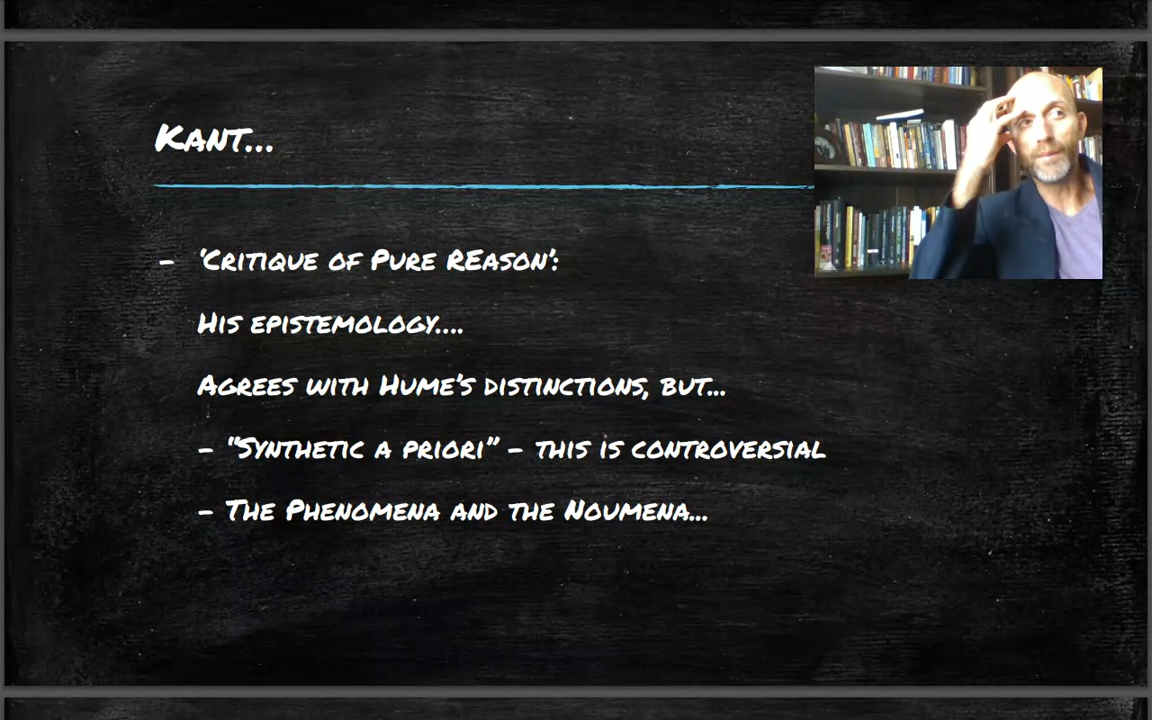 Kant...
- 'Critique of Pure REason':
His epistemology....
Agrees with Hume's distinctions, but...
- "Synthetic a priori" - this is controversial
- The Phenomena and the Noumena...